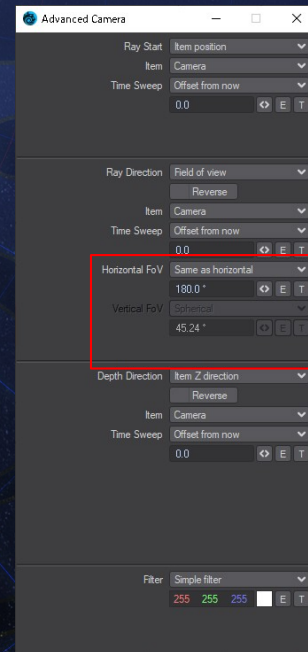 Advanced Camera
Ray Start Item position
Item Camera
Time Sweep Offset from now
0.0 E T
Ray Direction Field of view
Reverse
Item Camera
Time Sweep Offset from now
0.0 E T
Horizontal FoV Same as horizontal
180.0 ° E T
Vertical FoV Spherical
45.24 ° E T
Depth Direction Item Z direction
Reverse
Item Camera
Time Sweep Offset from now
0.0 E T
Filter Simple filter
255 255 255 E T